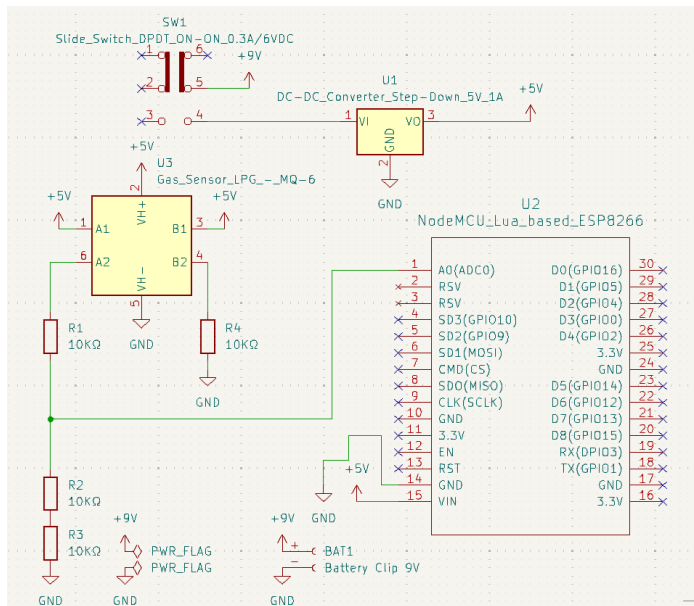 SW1
Slide_Switch_DPDT_ON-ON_0.3A/6VDC
1 6
2 5
+9V
3 4
U1
DC-DC_Converter_Step-Down_5V_1A
1 VI VO 3
+5V
GND
2
GND
+5V
U3
Gas_Sensor_LPG_-_MQ-6
2
VH+
+5V
+5V
1 A1 B1 3
6 A2 B2 4
VH-
5
GND
R1
10KΩ
R4
10KΩ
GND
U2
NodeMCU_Lua_based_ESP8266
1 A0(ADC0) D0(GPIO16) 30
2 RSV D1(GPIO5) 29
3 RSV D2(GPIO4) 28
4 SD3(GPIO10) D3(GPIO0) 27
5 SD2(GPIO9) D4(GPIO2) 26
6 SD1(MOSI) 3.3V 25
7 CMD(CS) GND 24
8 SDO(MISO) D5(GPIO14) 23
9 CLK(SCLK) D6(GPIO12) 22
10 GND D7(GPIO13) 21
11 3.3V D8(GPIO15) 20
12 EN RX(DPIO3) 19
13 RST TX(GPIO1) 18
14 GND GND 17
15 VIN 3.3V 16
+5V
GND
R2
10KΩ
R3
10KΩ
GND
+9V
PWR_FLAG
PWR_FLAG
GND
+9V
+ BAT1
- Battery Clip 9V
GND